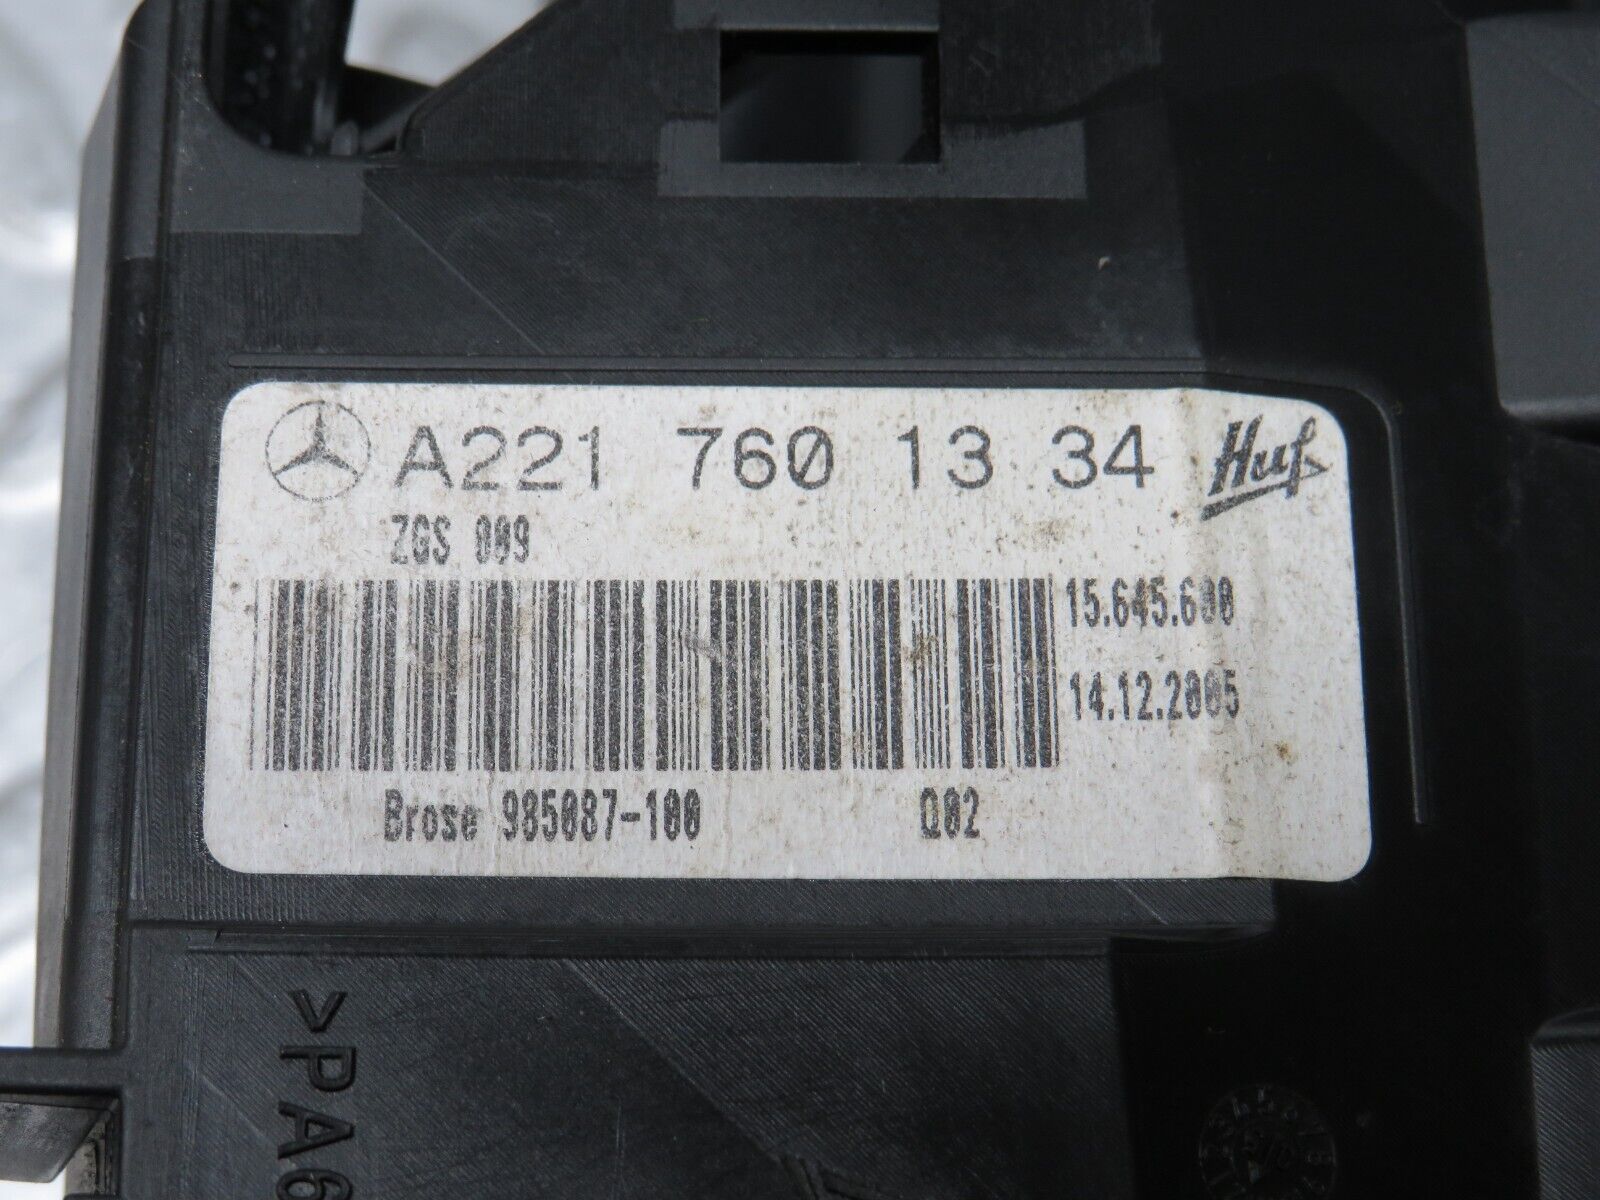 A221 760 13 34 Huf
ZGS 009
15.645.600
14.12.2005
Brose 985087-100 Q02
>PA6